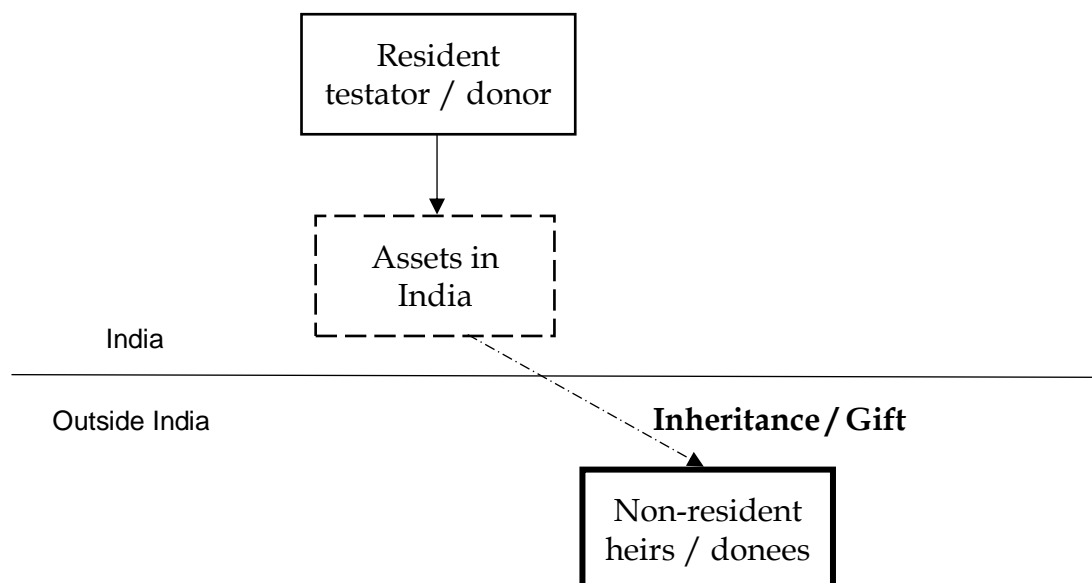 Resident
testator / donor
Assets in
India
India
Outside India
Inheritance / Gift
Non-resident
heirs / donees